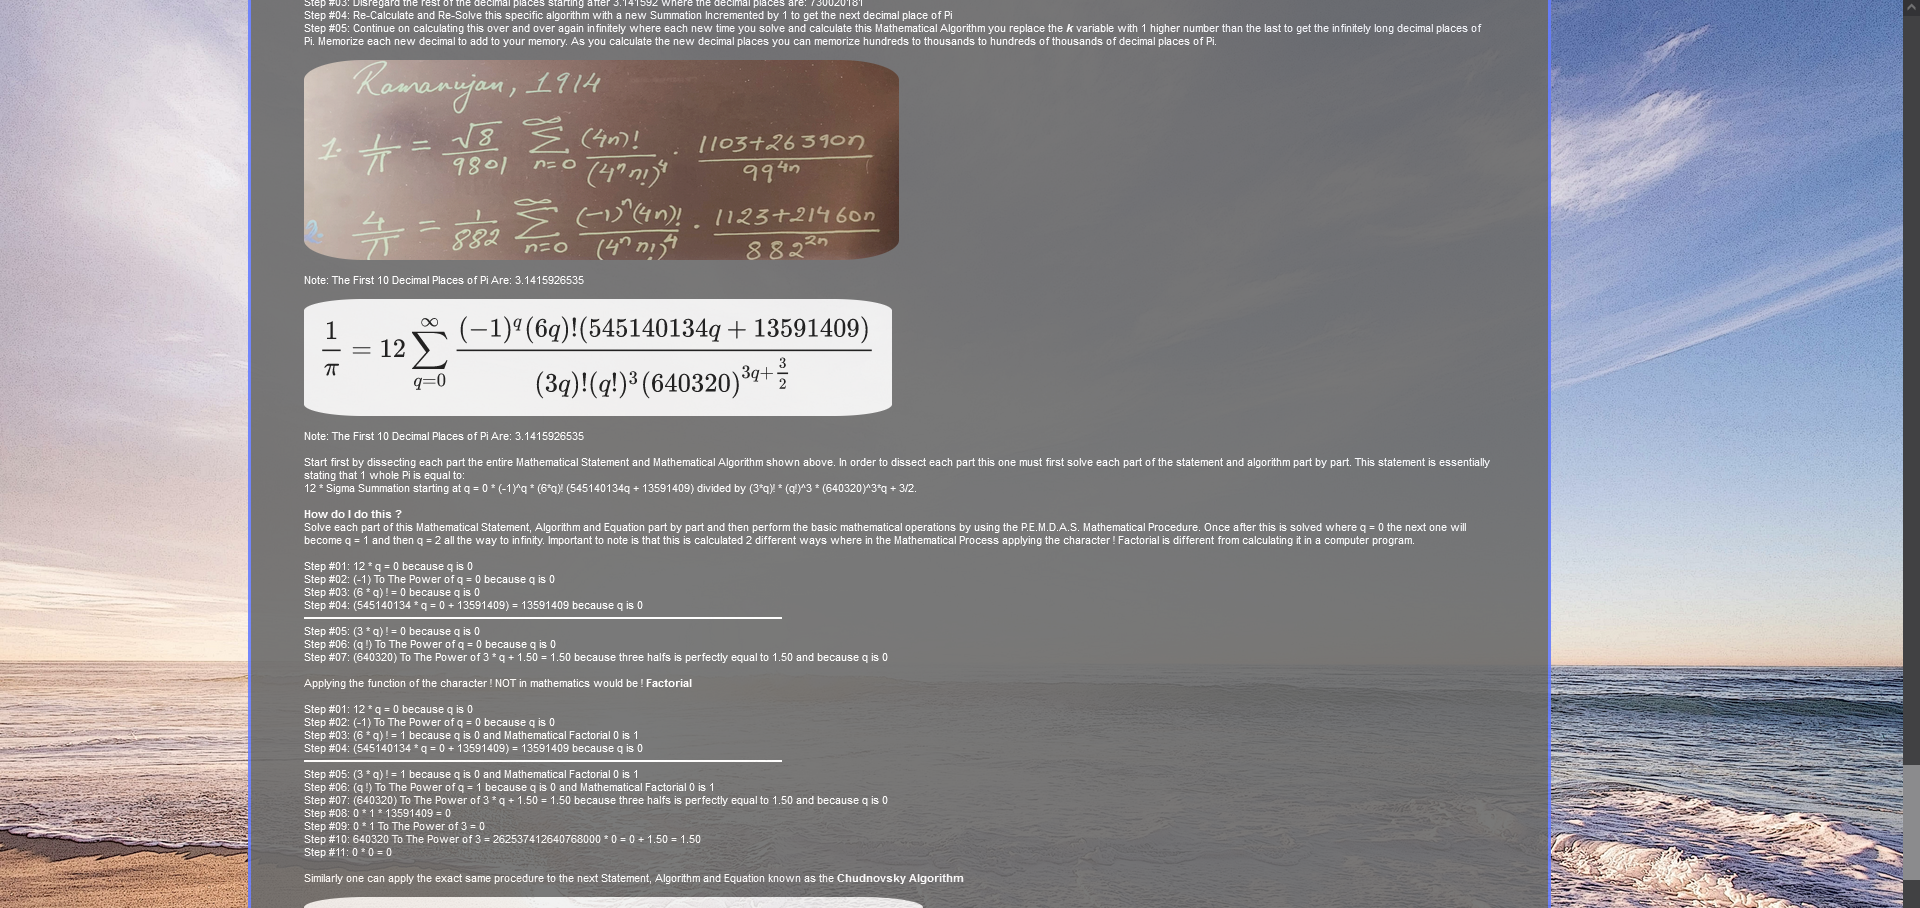 Step #03: Disregard the rest of the decimal places starting after 3.141592 where the decimal places are: 730020181
Step #04: Re-Calculate and Re-Solve this specific algorithm with a new Summation Incremented by 1 to get the next decimal place of Pi
Step #05: Continue on calculating this over and over again infinitely where each new time you solve and calculate this Mathematical Algorithm you replace the k variable with 1 higher number than the last to get the infinitely long decimal places of
Pi. Memorize each new decimal to add to your memory. As you calculate the new decimal places you can memorize hundreds to thousands to hundreds of thousands of decimal places of Pi.
Ramanujan, 1914
1. 1/π = √8/9801 ∑_{n=0}^{∞} (4n)!/(4ⁿ n!)⁴ · 1103+26390n/99⁴ⁿ
2. 4/π = 1/882 ∑_{n=0}^{∞} (-1)ⁿ(4n)!/(4ⁿ n!)⁴ · 1123+21460n/882²ⁿ
Note: The First 10 Decimal Places of Pi Are: 3.1415926535
1/π = 12 ∑_{q=0}^{∞} (−1)^q (6q)!(545140134q + 13591409) / (3q)!(q!)³(640320)^{3q+3/2}
Note: The First 10 Decimal Places of Pi Are: 3.1415926535
Start first by dissecting each part the entire Mathematical Statement and Mathematical Algorithm shown above. In order to dissect each part this one must first solve each part of the statement and algorithm part by part. This statement is essentially
stating that 1 whole Pi is equal to:
12 * Sigma Summation starting at q = 0 * (-1)^q * (6*q)! (545140134q + 13591409) divided by (3*q)! * (q!)^3 * (640320)^3*q + 3/2.
How do I do this ?
Solve each part of this Mathematical Statement, Algorithm and Equation part by part and then perform the basic mathematical operations by using the P.E.M.D.A.S. Mathematical Procedure. Once after this is solved where q = 0 the next one will
become q = 1 and then q = 2 all the way to infinity. Important to note is that this is calculated 2 different ways where in the Mathematical Process applying the character ! Factorial is different from calculating it in a computer program.
Step #01: 12 * q = 0 because q is 0
Step #02: (-1) To The Power of q = 0 because q is 0
Step #03: (6 * q) ! = 0 because q is 0
Step #04: (545140134 * q = 0 + 13591409) = 13591409 because q is 0
Step #05: (3 * q) ! = 0 because q is 0
Step #06: (q !) To The Power of q = 0 because q is 0
Step #07: (640320) To The Power of 3 * q + 1.50 = 1.50 because three halfs is perfectly equal to 1.50 and because q is 0
Applying the function of the character ! NOT in mathematics would be ! Factorial
Step #01: 12 * q = 0 because q is 0
Step #02: (-1) To The Power of q = 0 because q is 0
Step #03: (6 * q) ! = 1 because q is 0 and Mathematical Factorial 0 is 1
Step #04: (545140134 * q = 0 + 13591409) = 13591409 because q is 0
Step #05: (3 * q) ! = 1 because q is 0 and Mathematical Factorial 0 is 1
Step #06: (q !) To The Power of q = 1 because q is 0 and Mathematical Factorial 0 is 1
Step #07: (640320) To The Power of 3 * q + 1.50 = 1.50 because three halfs is perfectly equal to 1.50 and because q is 0
Step #08: 0 * 1 * 13591409 = 0
Step #09: 0 * 1 To The Power of 3 = 0
Step #10: 640320 To The Power of 3 = 262537412640768000 * 0 = 0 + 1.50 = 1.50
Step #11: 0 * 0 = 0
Similarly one can apply the exact same procedure to the next Statement, Algorithm and Equation known as the Chudnovsky Algorithm